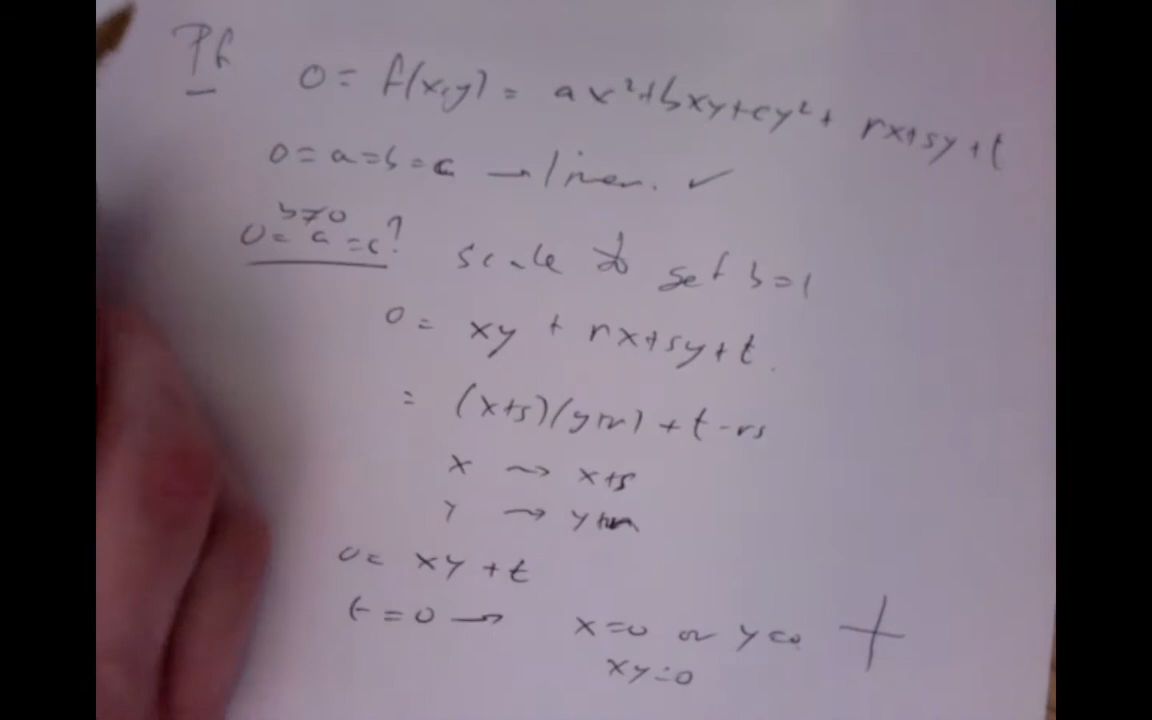 Pf 0 = f(x,y) = ax²+bxy+cy²+ rx+sy+t
0=a=b=c → linear. ✓
b≠0
0=a=c? scale to set b=1
0 = xy + rx+sy+t
= (x+s)(y+r) + t-rs
x ⇝ x+s
y ⇝ y+r
0= xy +t
t=0 → x=0 or y=0
xy=0